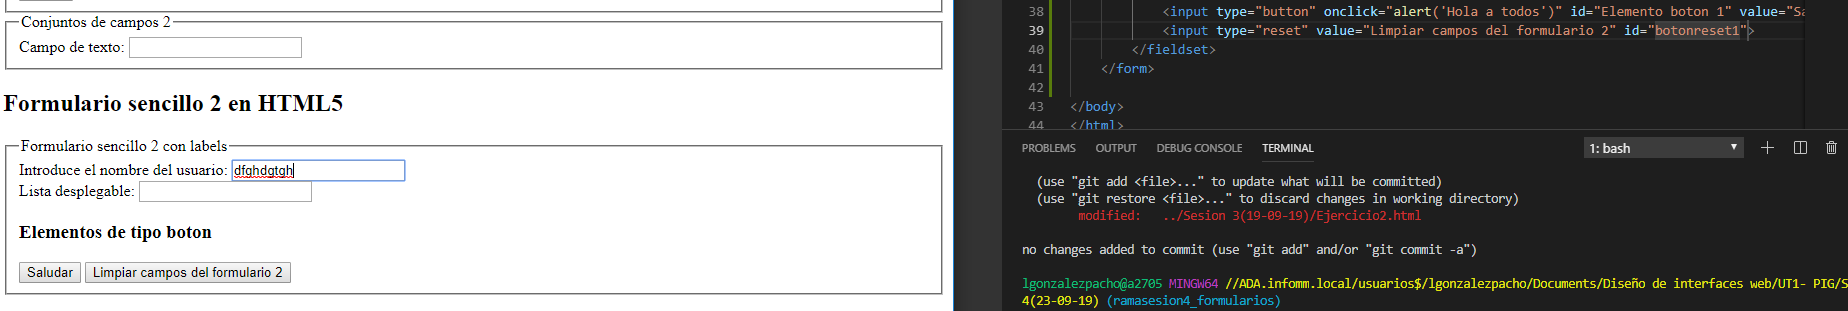 Conjuntos de campos 2
Campo de texto:
Formulario sencillo 2 en HTML5
Formulario sencillo 2 con labels
Introduce el nombre del usuario: dfghdgtgh
Lista desplegable:
Elementos de tipo boton
Saludar Limpiar campos del formulario 2
38 <input type="button" onclick="alert('Hola a todos')" id="Elemento boton 1" value="Sa
39 <input type="reset" value="Limpiar campos del formulario 2" id="botonreset1">
40 </fieldset>
41 </form>
42
43 </body>
44 </html>
PROBLEMS OUTPUT DEBUG CONSOLE TERMINAL 1: bash
(use "git add <file>..." to update what will be committed)
(use "git restore <file>..." to discard changes in working directory)
modified: ../Sesion 3(19-09-19)/Ejercicio2.html
no changes added to commit (use "git add" and/or "git commit -a")
lgonzalezpacho@a2705 MINGW64 //ADA.infomm.local/usuarios$/lgonzalezpacho/Documents/Diseño de interfaces web/UT1- PIG/S
4(23-09-19) (ramasesion4_formularios)